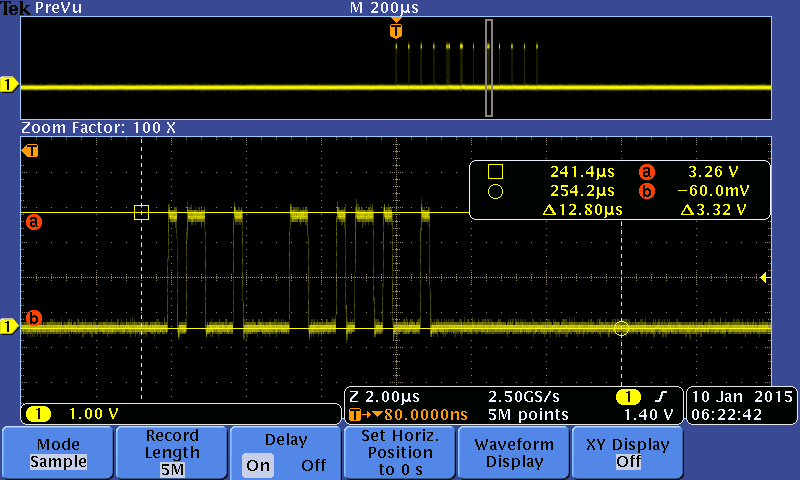 Tek PreVu M 200µs
T
1
Zoom Factor: 100 X
T
241.4µs a 3.26 V
254.2µs b −60.0mV
Δ12.80µs Δ3.32 V
a
b
1
1 1.00 V
Z 2.00µs 2.50GS/s 1
T→▼80.0000ns 5M points 1.40 V
10 Jan 2015
06:22:42
Mode
Sample
Record
Length
5M
Delay
On Off
Set Horiz.
Position
to 0 s
Waveform
Display
XY Display
Off